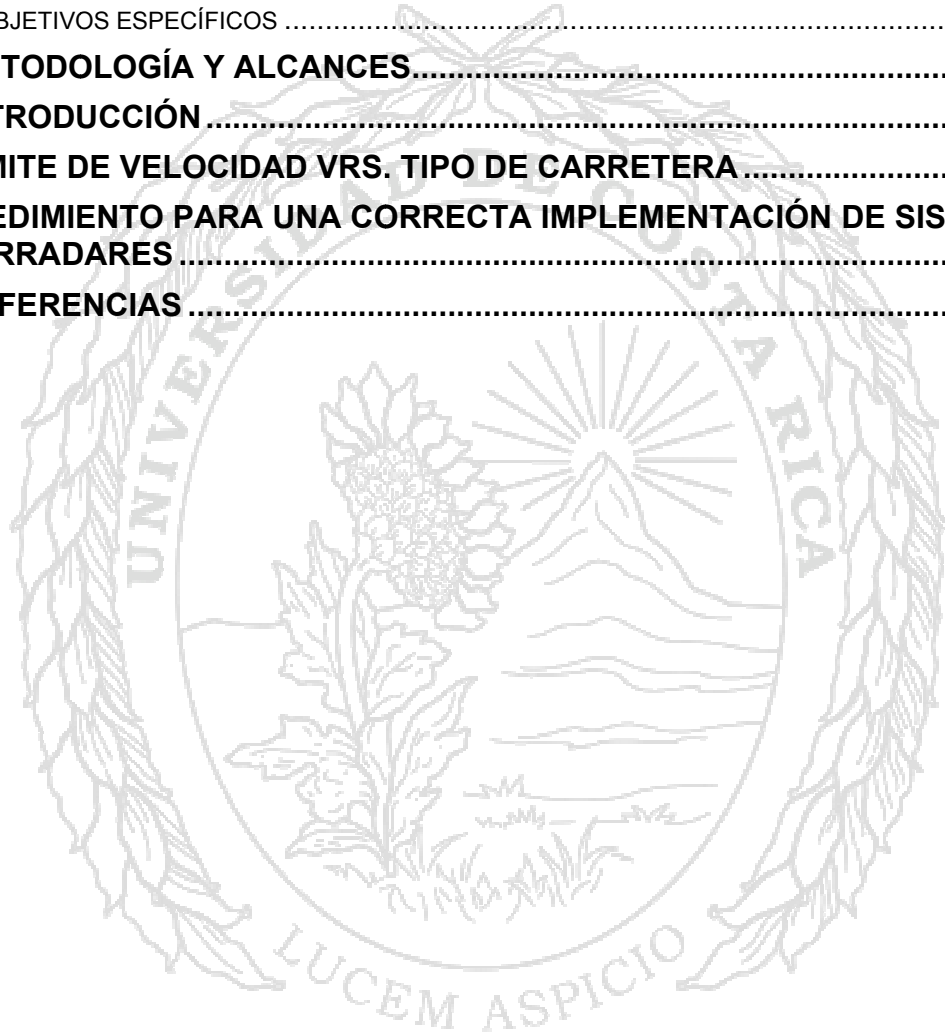 BJETIVOS ESPECÍFICOS ........................................................................................
TODOLOGÍA Y ALCANCES..................................................................
TRODUCCIÓN..........................................................................................
MITE DE VELOCIDAD VRS. TIPO DE CARRETERA.........................
EDIMIENTO PARA UNA CORRECTA IMPLEMENTACIÓN DE SIS
RRADARES.............................................................................................
FERENCIAS............................................................................................
UNIVERSIDAD DE COSTA RICA
LUCEM ASPICIO